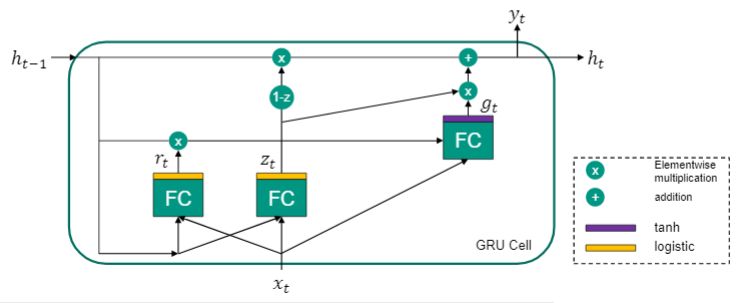 y_t
h_{t-1}
x
+
h_t
1-z
x
g_t
x
FC
r_t
z_t
FC
FC
x
Elementwise
multiplication
+
addition
tanh
GRU Cell
logistic
x_t